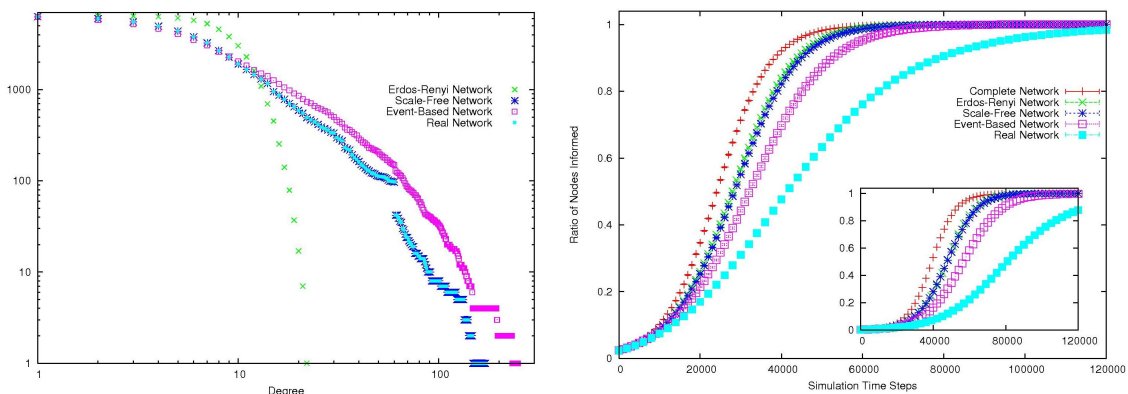 1000
100
10
1
1
10
100
Degree
Erdos-Renyi Network
Scale-Free Network
Event-Based Network
Real Network
1
0.8
0.6
0.4
0.2
0
0
20000
40000
60000
80000
100000
120000
Ratio of Nodes Informed
Simulation Time Steps
Complete Network
Erdos-Renyi Network
Scale-Free Network
Event-Based Network
Real Network
1
0.8
0.6
0.4
0.2
0
0
40000
80000
120000